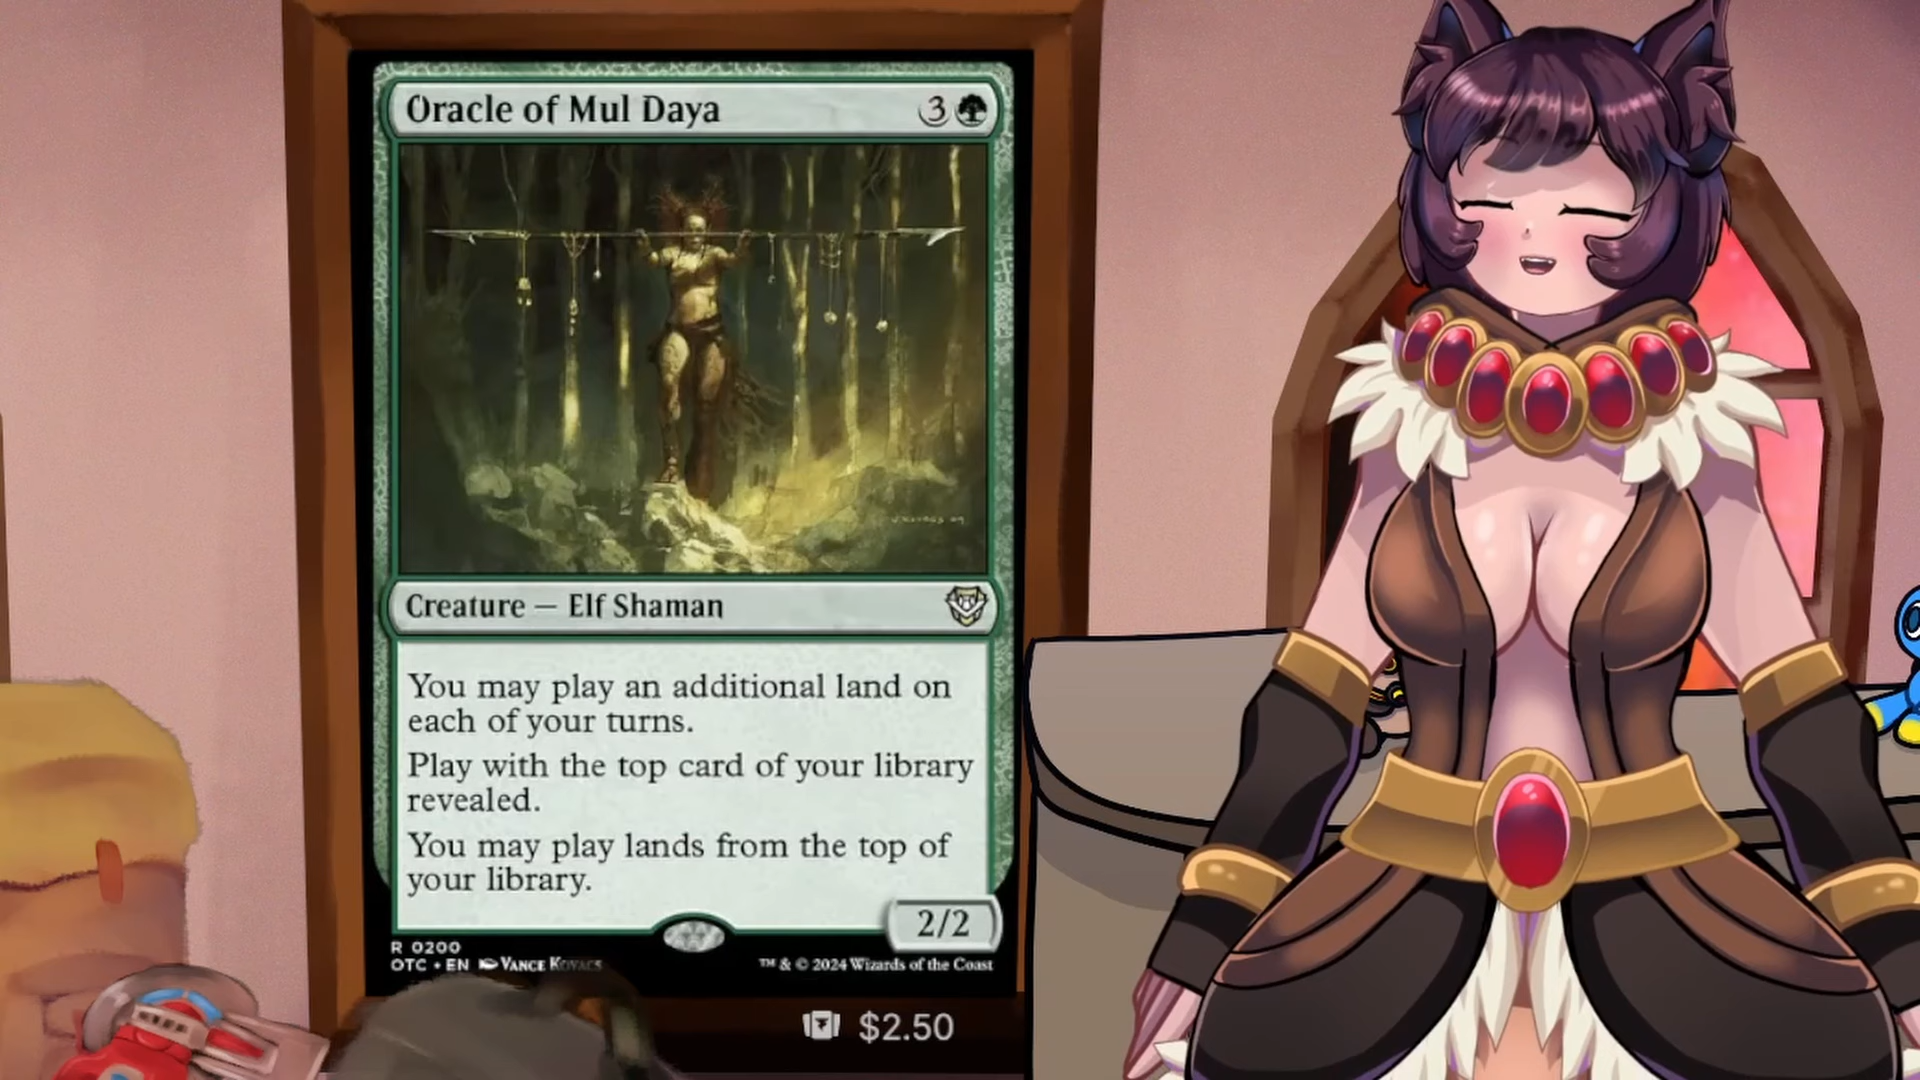 Oracle of Mul Daya
3
Creature — Elf Shaman
You may play an additional land on
each of your turns.
Play with the top card of your library
revealed.
You may play lands from the top of
your library.
2/2
R 0200
OTC • EN VANCE KOVACS
™ & © 2024 Wizards of the Coast
$2.50